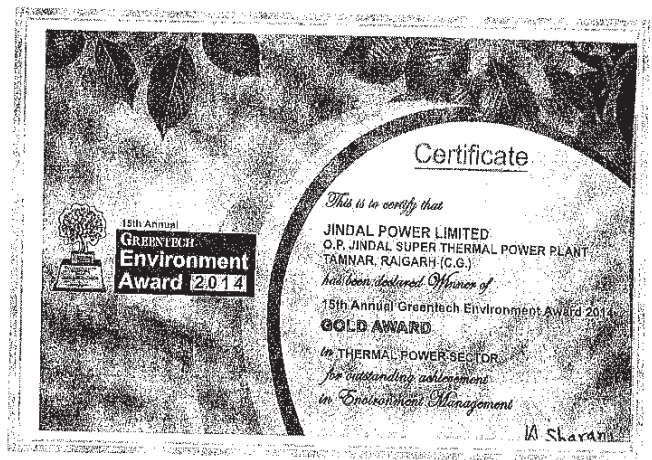 Certificate
This is to certify that
JINDAL POWER LIMITED
O.P. JINDAL SUPER THERMAL POWER PLANT
TAMNAR, RAIGARH (C.G.)
has been declared Winner of
15th Annual Greentech Environment Award 2014
GOLD AWARD
in THERMAL POWER SECTOR
for outstanding achievement
in Environment Management
15th Annual
GREENTECH
Environment
Award 2014